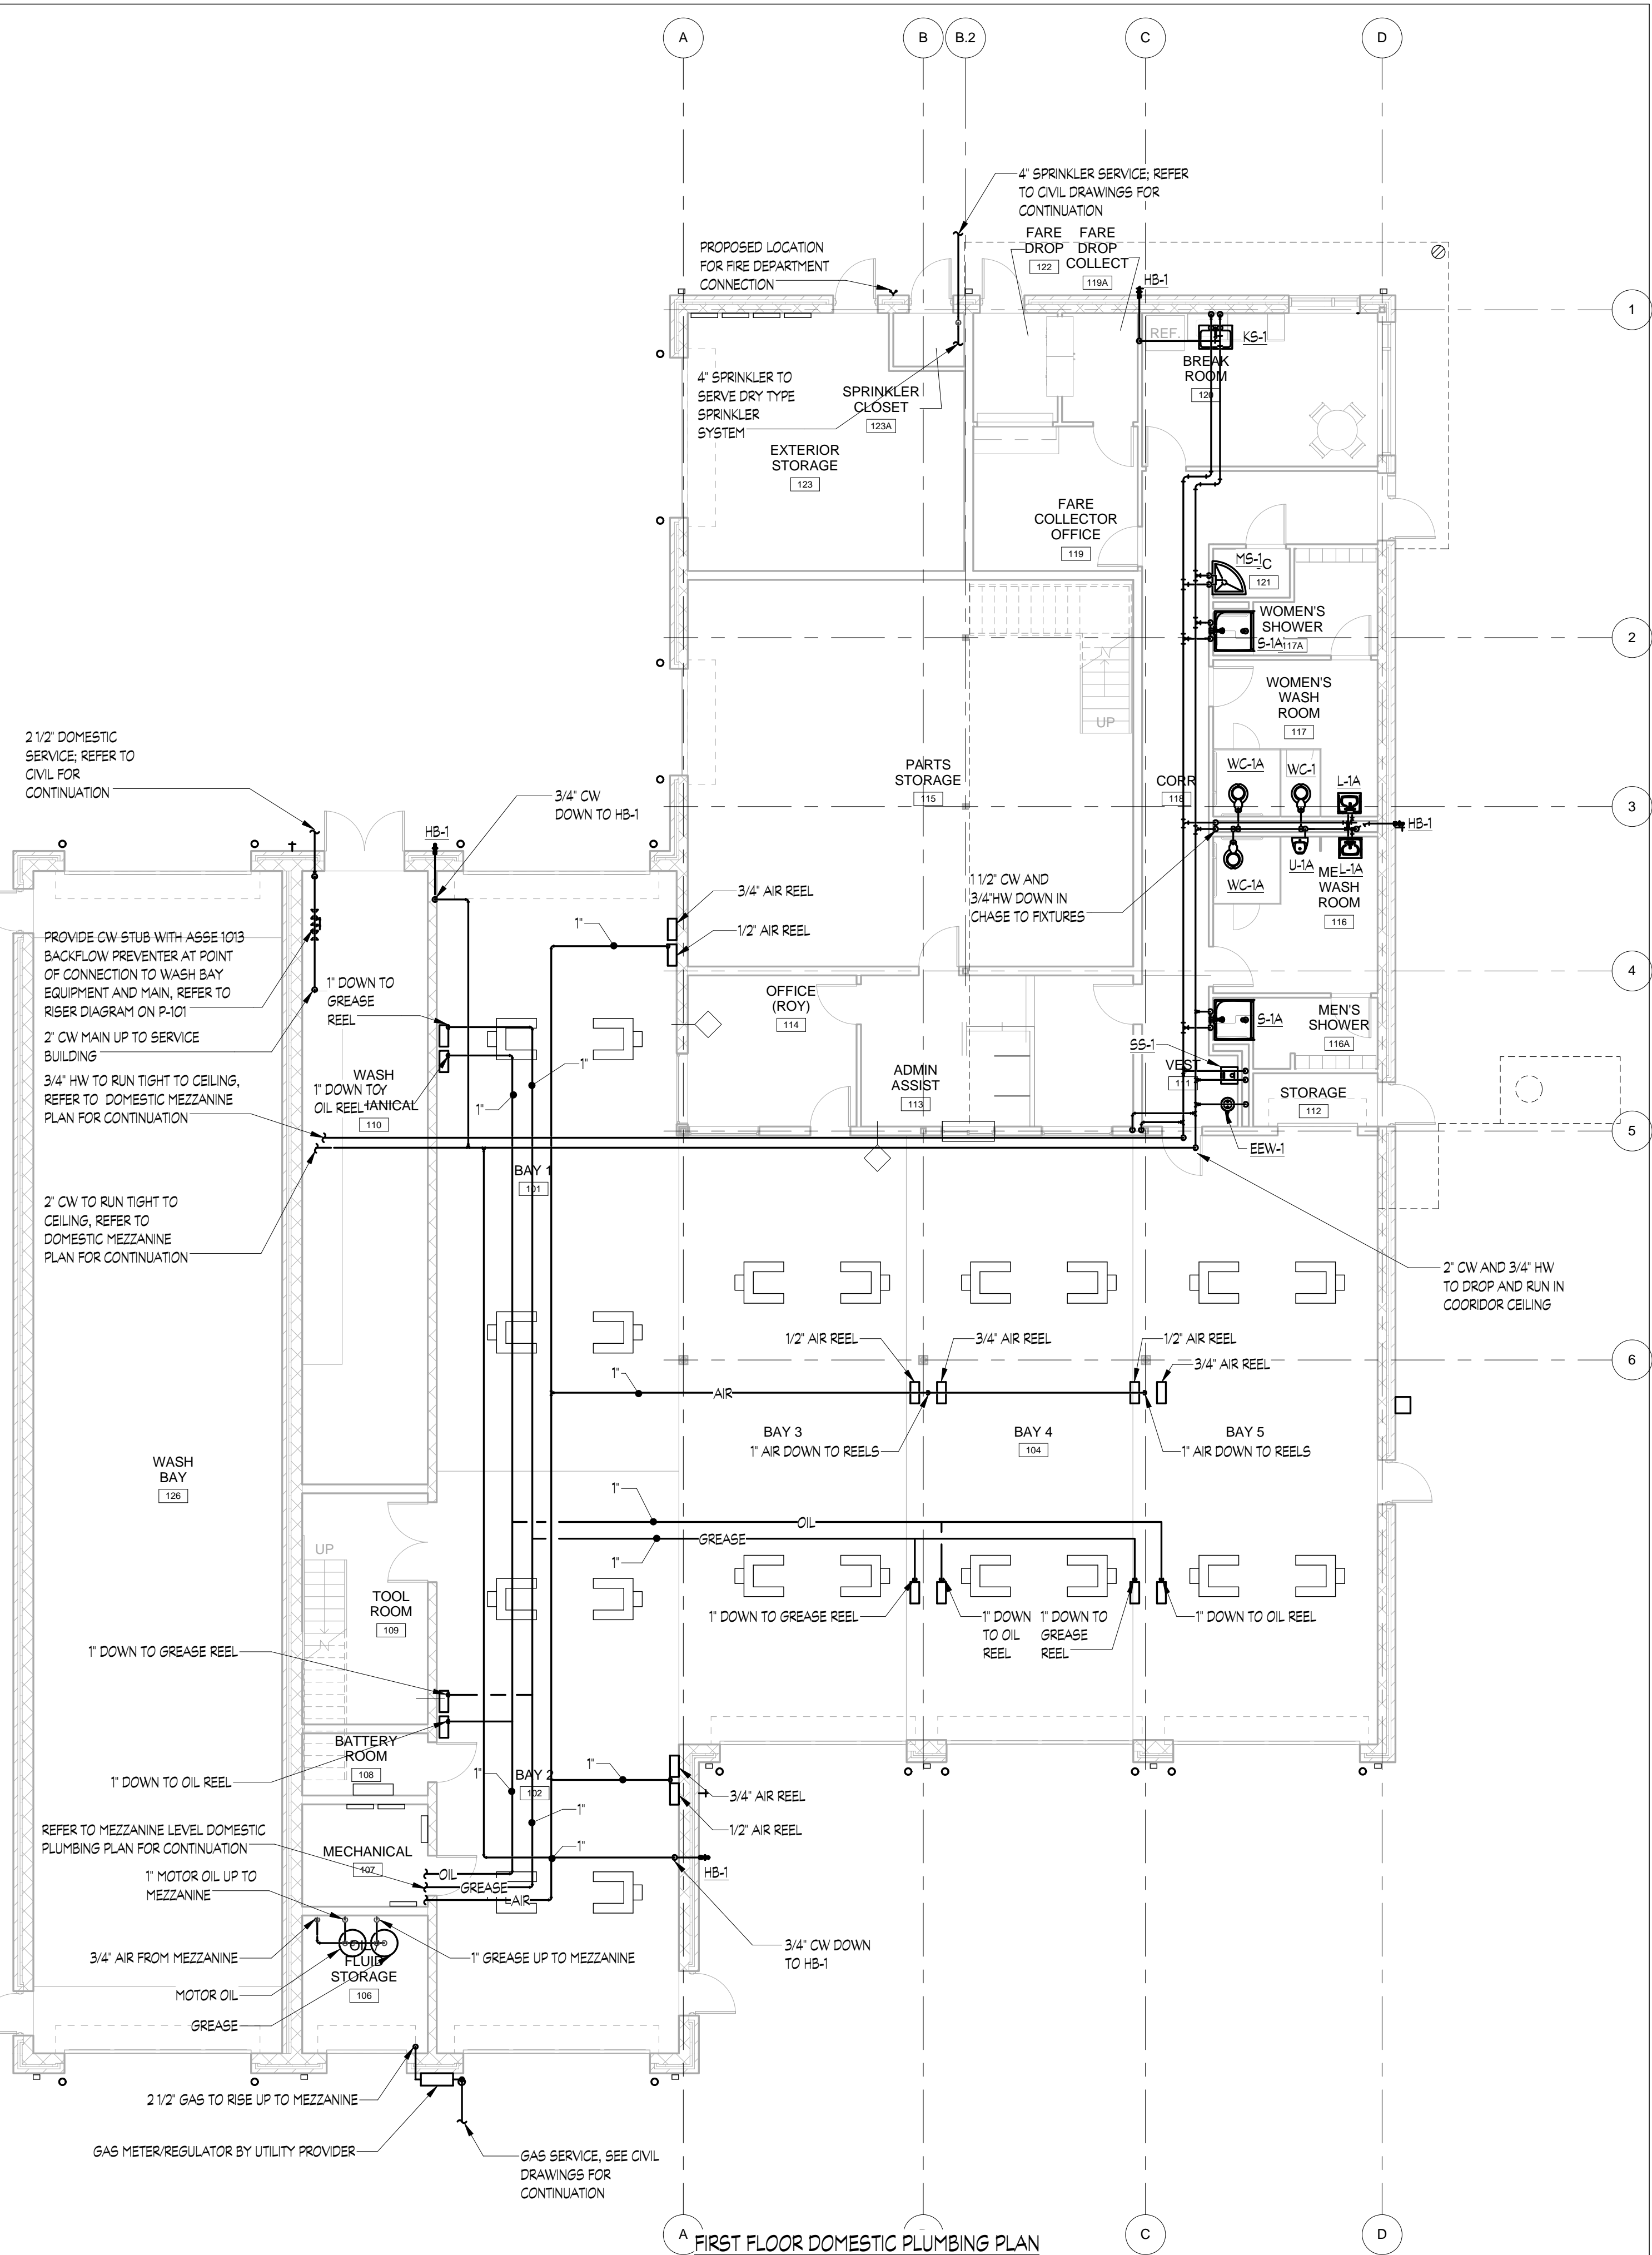 A
B
B.2
C
D
4" SPRINKLER SERVICE; REFER
TO CIVIL DRAWINGS FOR
CONTINUATION
PROPOSED LOCATION
FOR FIRE DEPARTMENT
CONNECTION
FARE
DROP
122
FARE
DROP
COLLECT
119A
HB-1
1
REF.
KS-1
BREAK
ROOM
120
4" SPRINKLER TO
SERVE DRY TYPE
SPRINKLER
SYSTEM
SPRINKLER
CLOSET
123A
EXTERIOR
STORAGE
123
FARE
COLLECTOR
OFFICE
119
MS-1
C
121
WOMEN'S
SHOWER
S-1A
117A
2
WOMEN'S
WASH
ROOM
117
UP
2 1/2" DOMESTIC
SERVICE; REFER TO
CIVIL FOR
CONTINUATION
PARTS
STORAGE
115
CORR
118
WC-1A
WC-1
L-1A
3
3/4" CW
DOWN TO HB-1
HB-1
HB-1
WC-1A
U-1A
L-1A
ME
WASH
ROOM
116
1 1/2" CW AND
3/4"HW DOWN IN
CHASE TO FIXTURES
3/4" AIR REEL
1/2" AIR REEL
1"
PROVIDE CW STUB WITH ASSE 1013
BACKFLOW PREVENTER AT POINT
OF CONNECTION TO WASH BAY
EQUIPMENT AND MAIN, REFER TO
RISER DIAGRAM ON P-101
1" DOWN TO
GREASE
REEL
4
OFFICE
(ROY)
114
S-1A
MEN'S
SHOWER
116A
2" CW MAIN UP TO SERVICE
BUILDING
SS-1
1"
3/4" HW TO RUN TIGHT TO CEILING,
REFER TO DOMESTIC MEZZANINE
PLAN FOR CONTINUATION
WASH
1" DOWN TOY
OIL REEL
HANICAL
110
1"
ADMIN
ASSIST
113
VEST
111
STORAGE
112
5
EEW-1
BAY 1
101
2" CW TO RUN TIGHT TO
CEILING, REFER TO
DOMESTIC MEZZANINE
PLAN FOR CONTINUATION
2" CW AND 3/4" HW
TO DROP AND RUN IN
COORIDOR CEILING
1/2" AIR REEL
3/4" AIR REEL
1/2" AIR REEL
3/4" AIR REEL
6
1"
AIR
BAY 3
BAY 4
104
BAY 5
1" AIR DOWN TO REELS
1" AIR DOWN TO REELS
WASH
BAY
126
1"
OIL
GREASE
1"
UP
TOOL
ROOM
109
1" DOWN TO GREASE REEL
1" DOWN
TO OIL
REEL
1" DOWN TO
GREASE
REEL
1" DOWN TO OIL REEL
1" DOWN TO GREASE REEL
BATTERY
ROOM
108
1" DOWN TO OIL REEL
1"
BAY 2
102
1"
3/4" AIR REEL
1/2" AIR REEL
1"
REFER TO MEZZANINE LEVEL DOMESTIC
PLUMBING PLAN FOR CONTINUATION
MECHANICAL
107
1"
HB-1
OIL
GREASE
AIR
1" MOTOR OIL UP TO
MEZZANINE
3/4" AIR FROM MEZZANINE
OIL/
FLUID
STORAGE
106
1" GREASE UP TO MEZZANINE
3/4" CW DOWN
TO HB-1
MOTOR OIL
GREASE
2 1/2" GAS TO RISE UP TO MEZZANINE
GAS METER/REGULATOR BY UTILITY PROVIDER
GAS SERVICE, SEE CIVIL
DRAWINGS FOR
CONTINUATION
A
C
D
FIRST FLOOR DOMESTIC PLUMBING PLAN